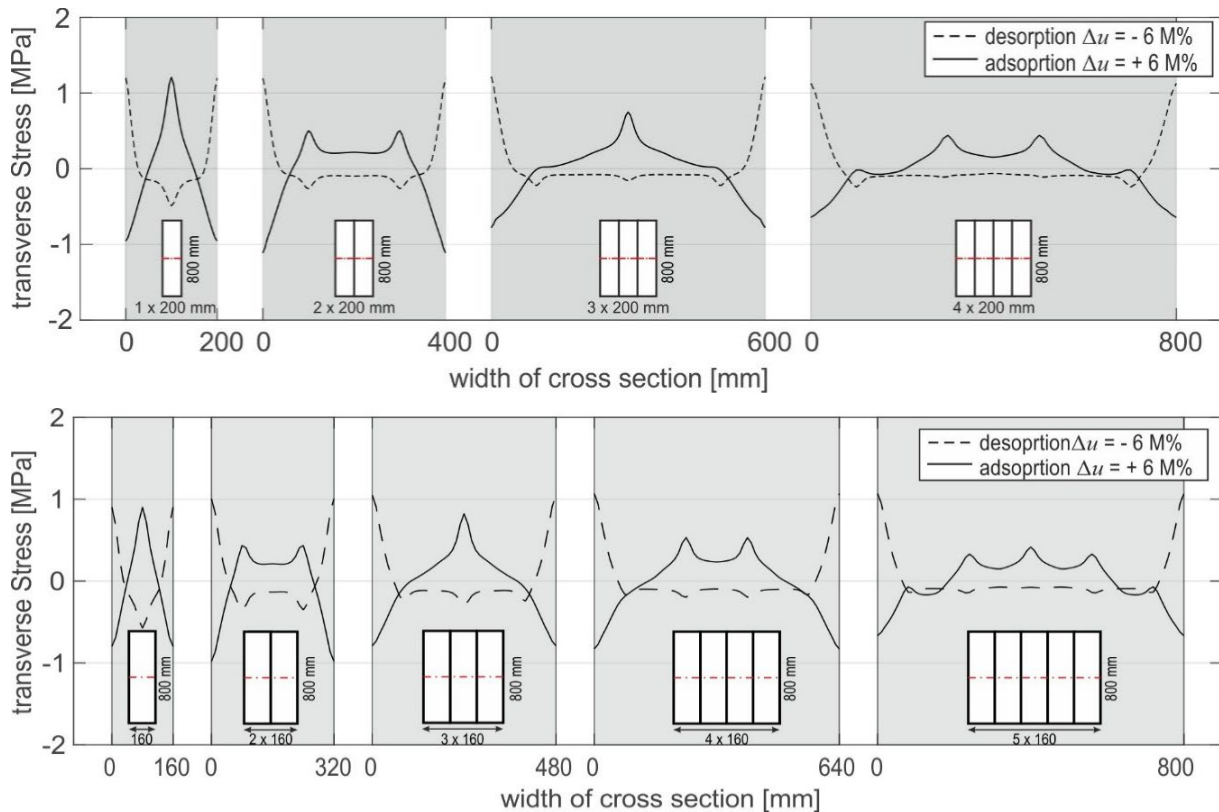 2
1
0
-1
-2
transverse Stress [MPa]
desorption Δu = - 6 M%
adsoprtion Δu = + 6 M%
800 mm
1 x 200 mm
800 mm
2 x 200 mm
800 mm
3 x 200 mm
800 mm
4 x 200 mm
0 200 0 400 0 600 0 800
width of cross section [mm]
2
1
0
-1
-2
transverse Stress [MPa]
desoprtion Δu = - 6 M%
adsoprtion Δu = + 6 M%
800 mm
160
800 mm
2 x 160
800 mm
3 x 160
800 mm
4 x 160
800 mm
5 x 160
0 160 0 320 0 480 0 640 0 800
width of cross section [mm]